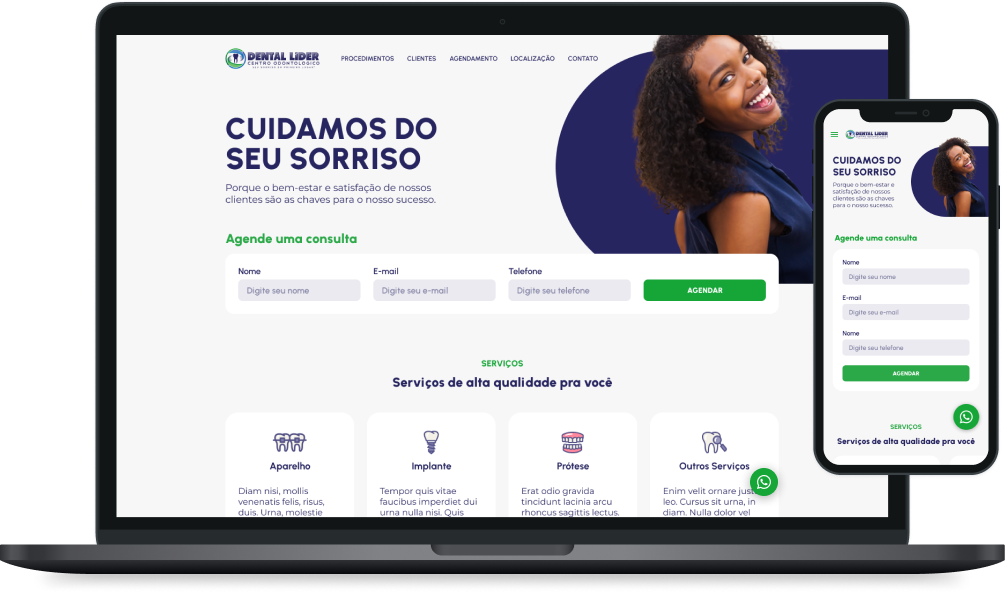 DENTAL LíDER
CENTRO ODONTOLÓGICO
PROCEDIMENTOS CLIENTES AGENDAMENTO LOCALIZAÇÃO CONTATO
CUIDAMOS DO
SEU SORRISO
Porque o bem-estar e satisfação de nossos
clientes são as chaves para o nosso sucesso.
Agende uma consulta
Nome E-mail Telefone
Digite seu nome Digite seu e-mail Digite seu telefone AGENDAR
SERVIÇOS
Serviços de alta qualidade pra você
Aparelho Implante Prótese Outros Serviços
Diam nisi, mollis
venenatis felis, risus,
duis. Urna, molestie
Tempor quis vitae
faucibus imperdiet dui
urna nulla nisi. Quis
Erat odio gravida
tincidunt lacinia arcu
rhoncus sagittis lectus.
Enim velit ornare
leo. Cursus sit urna, in
diam. Nulla dolor vel
DENTAL LíDER
CUIDAMOS DO
SEU SORRISO
Porque o bem-estar e
satisfação de nossos
clientes são as chaves
para o nosso sucesso.
Agende uma consulta
Nome
Digite seu nome
E-mail
Digite seu e-mail
Nome
Digite seu telefone
AGENDAR
SERVIÇOS
Serviços de alta qualidade pra você